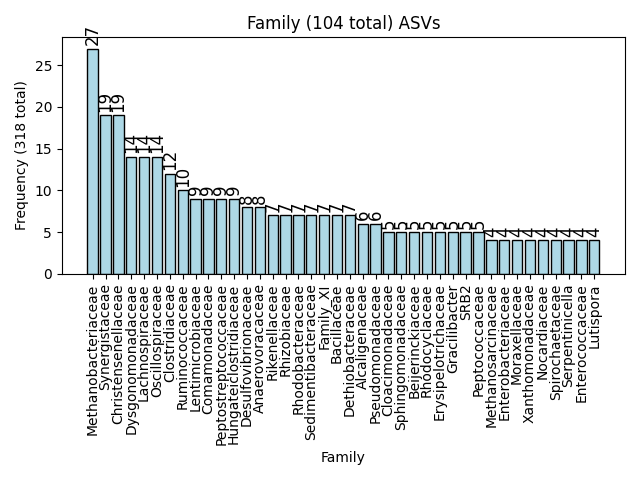 Family (104 total) ASVs
Frequency (318 total)
25
20
15
10
5
0
27
19
19
14
14
14
12
10
9
9
9
9
8
8
7
7
7
7
7
7
7
6
6
5
5
5
5
5
5
5
5
4
4
4
4
4
4
4
4
4
Methanobacteriaceae
Synergistaceae
Christensenellaceae
Dysgonomonadaceae
Lachnospiraceae
Oscillospiraceae
Clostridiaceae
Ruminococcaceae
Lentimicrobiaceae
Comamonadaceae
Peptostreptococcaceae
Hungateiclostridiaceae
Desulfovibrionaceae
Anaerovoracaceae
Rikenellaceae
Rhizobiaceae
Rhodobacteraceae
Sedimentibacteraceae
Family_XI
Bacillaceae
Dethiobacteraceae
Alcaligenaceae
Pseudomonadaceae
Cloacimonadaceae
Sphingomonadaceae
Beijerinckiaceae
Rhodocyclaceae
Erysipelotrichaceae
Gracilibacter
SRB2
Peptococcaceae
Methanosarcinaceae
Enterobacteriaceae
Moraxellaceae
Xanthomonadaceae
Nocardiaceae
Spirochaetaceae
Serpentinicella
Enterococcaceae
Lutispora
Family